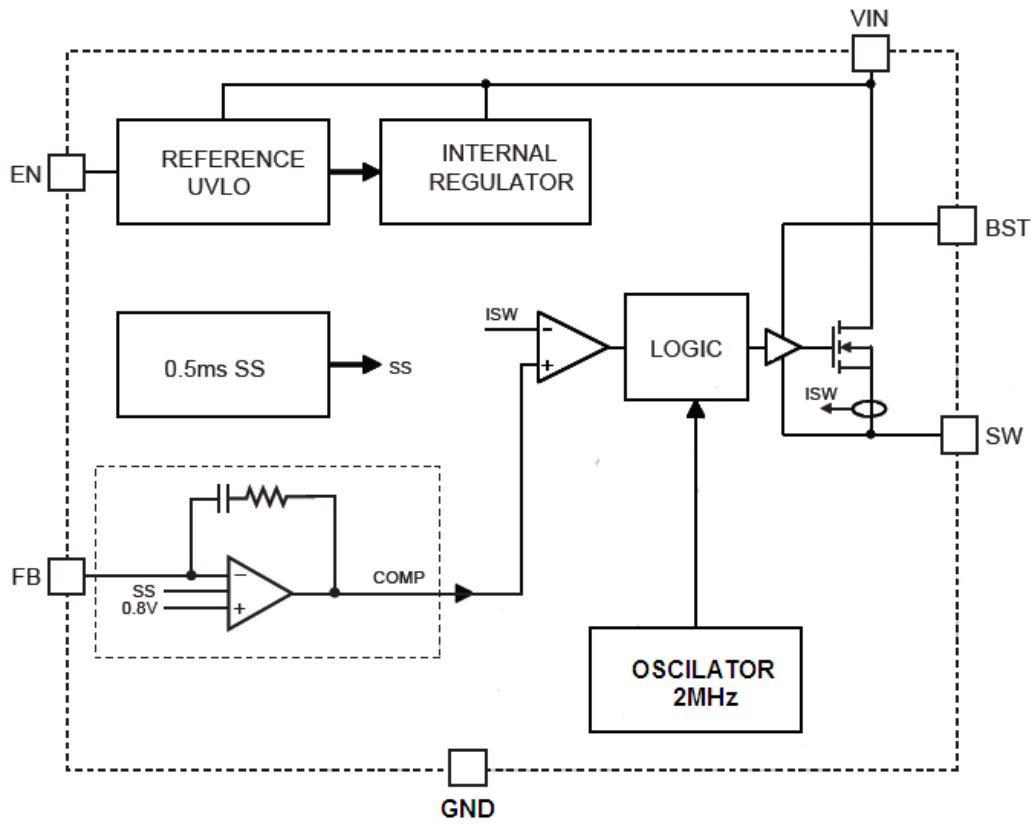 VIN
REFERENCE
UVLO
INTERNAL
REGULATOR
EN
BST
ISW
-
+
LOGIC
0.5ms SS
SS
ISW
SW
FB
SS
0.8V
−
+
COMP
OSCILATOR
2MHz
GND